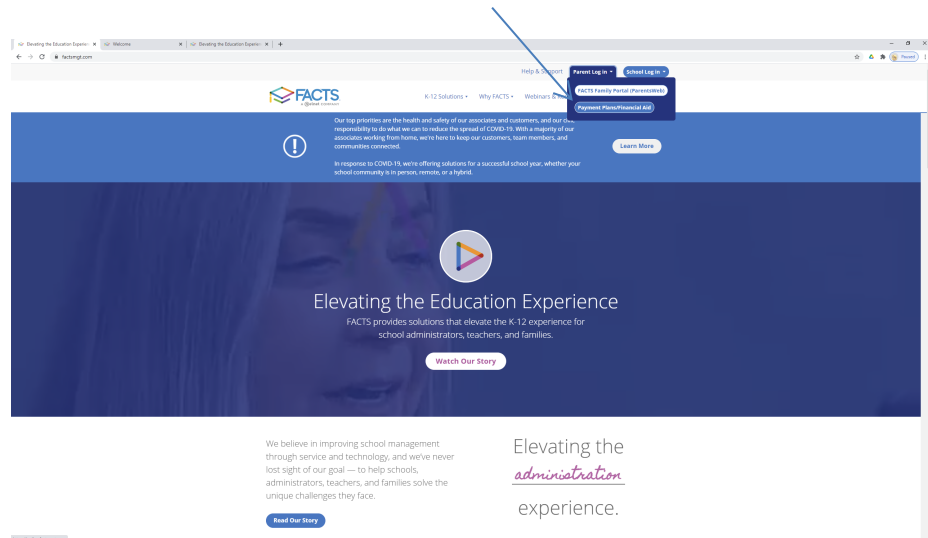 Elevating the Education Experien
Welcome
Elevating the Education Experien
factsmgt.com
Paused
Help & Support
Parent Log in
School Log in
FACTS
K-12 Solutions
Why FACTS
Webinars &
FACTS Family Portal (ParentsWeb)
Payment Plans/Financial Aid
Our top priorities are the health and safety of our associates and customers, and our
responsibility to do what we can to reduce the spread of COVID-19. With a majority of our
associates working from home, we're here to keep our customers, team members, and
communities connected.
In response to COVID-19, we're offering solutions for a successful school year, whether your
school community is in person, remote, or a hybrid.
Learn More
Elevating the Education Experience
FACTS provides solutions that elevate the K-12 experience for
school administrators, teachers, and families.
Watch Our Story
We believe in improving school management
through service and technology, and we've never
lost sight of our goal — to help schools,
administrators, teachers, and families solve the
unique challenges they face.
Read Our Story
Elevating the
administration
experience.